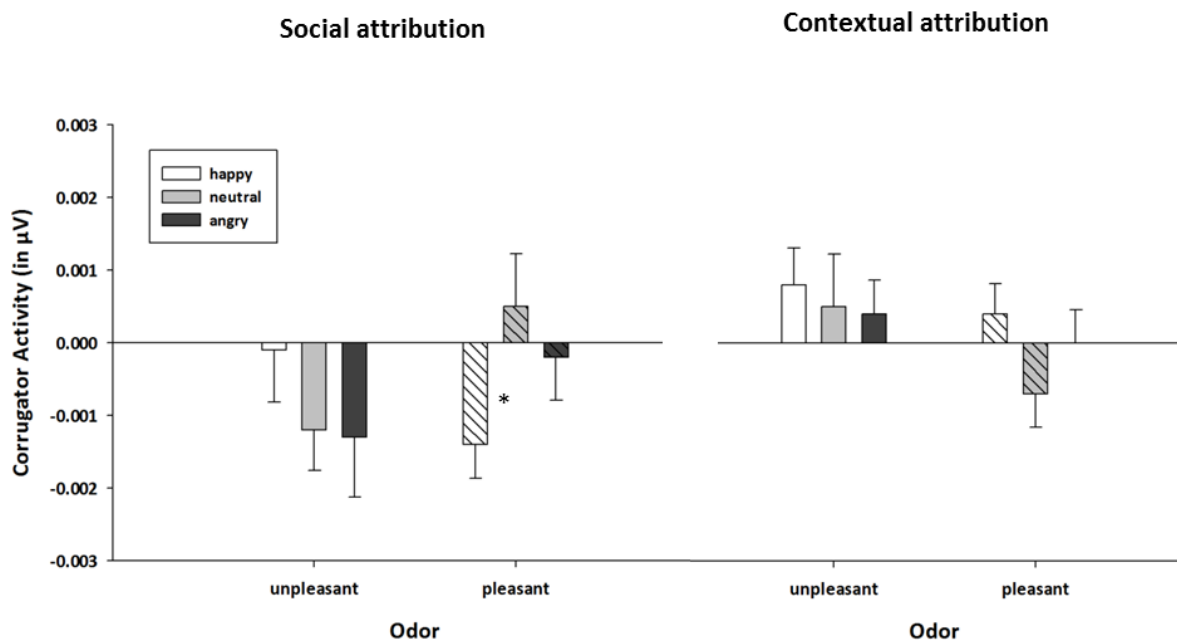 Social attribution
Contextual attribution
Corrugator Activity (in µV)
0.003
0.002
0.001
0.000
-0.001
-0.002
-0.003
happy
neutral
angry
*
unpleasant
pleasant
Odor
unpleasant
pleasant
Odor